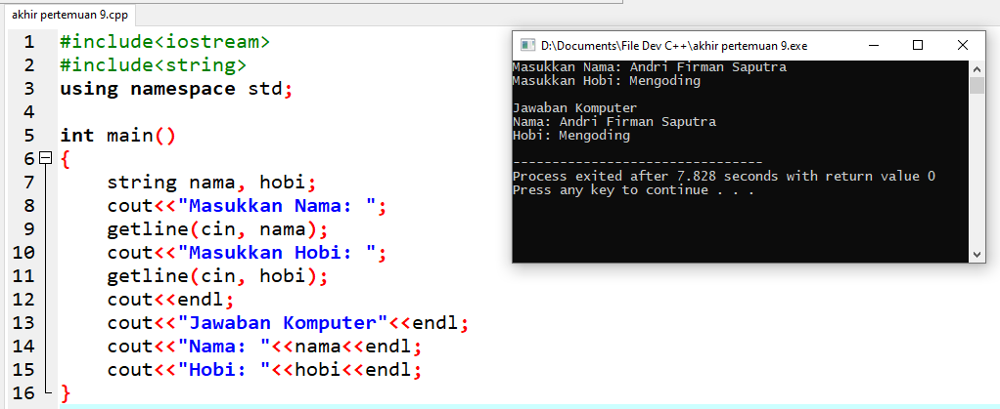 akhir pertemuan 9.cpp
1 #include<iostream>
2 #include<string>
3 using namespace std;
4
5 int main()
6 {
7 string nama, hobi;
8 cout<<"Masukkan Nama: ";
9 getline(cin, nama);
10 cout<<"Masukkan Hobi: ";
11 getline(cin, hobi);
12 cout<<endl;
13 cout<<"Jawaban Komputer"<<endl;
14 cout<<"Nama: "<<nama<<endl;
15 cout<<"Hobi: "<<hobi<<endl;
16 }
D:\Documents\File Dev C++\akhir pertemuan 9.exe
Masukkan Nama: Andri Firman Saputra
Masukkan Hobi: Mengoding
Jawaban Komputer
Nama: Andri Firman Saputra
Hobi: Mengoding
--------------------------------
Process exited after 7.828 seconds with return value 0
Press any key to continue . . .